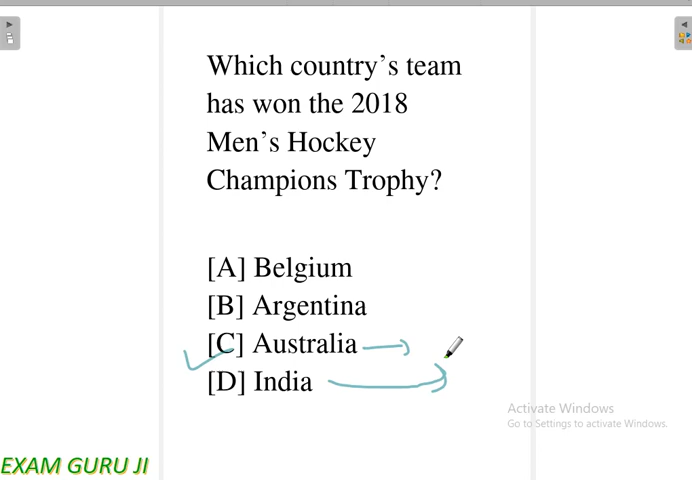 Which country’s team
has won the 2018
Men’s Hockey
Champions Trophy?
[A] Belgium
[B] Argentina
[C] Australia
[D] India
Activate Windows
Go to Settings to activate Windows.
EXAM GURU JI